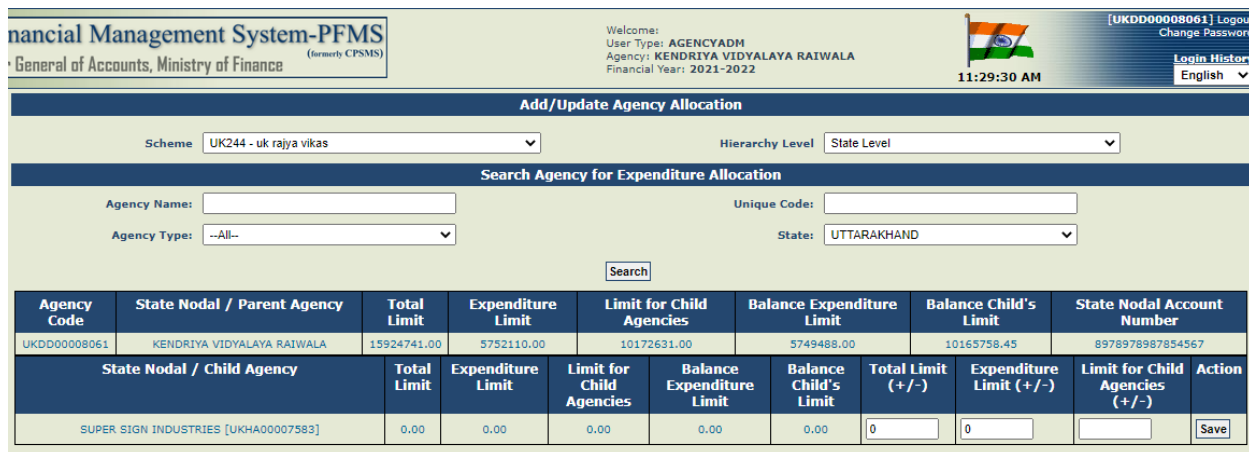 nancial Management System-PFMS
(formerly CPSMS)
General of Accounts, Ministry of Finance
Welcome:
User Type: AGENCYADM
Agency: KENDRIYA VIDYALAYA RAIWALA
Financial Year: 2021-2022
11:29:30 AM
[UKDD00008061] Logou
Change Passwor
Login History
English
Add/Update Agency Allocation
Scheme UK244 - uk rajya vikas Hierarchy Level State Level
Search Agency for Expenditure Allocation
Agency Name: Unique Code:
Agency Type: --All-- State: UTTARAKHAND
Search
Agency Code State Nodal / Parent Agency Total Limit Expenditure Limit Limit for Child Agencies Balance Expenditure Limit Balance Child's Limit State Nodal Account Number
UKDD00008061 KENDRIYA VIDYALAYA RAIWALA 15924741.00 5752110.00 10172631.00 5749488.00 10165758.45 8978978987854567
State Nodal / Child Agency Total Limit Expenditure Limit Limit for Child Agencies Balance Expenditure Limit Balance Child's Limit Total Limit (+/-) Expenditure Limit (+/-) Limit for Child Agencies (+/-) Action
SUPER SIGN INDUSTRIES [UKHA00007583] 0.00 0.00 0.00 0.00 0.00 0 0 Save